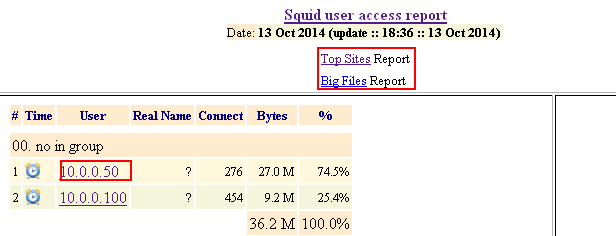 Squid user access report
Date: 13 Oct 2014 (update :: 18:36 :: 13 Oct 2014)
Top Sites Report
Big Files Report
# Time User Real Name Connect Bytes %
00. no in group
1 10.0.0.50 ? 276 27.0 M 74.5%
2 10.0.0.100 ? 454 9.2 M 25.4%
36.2 M 100.0%